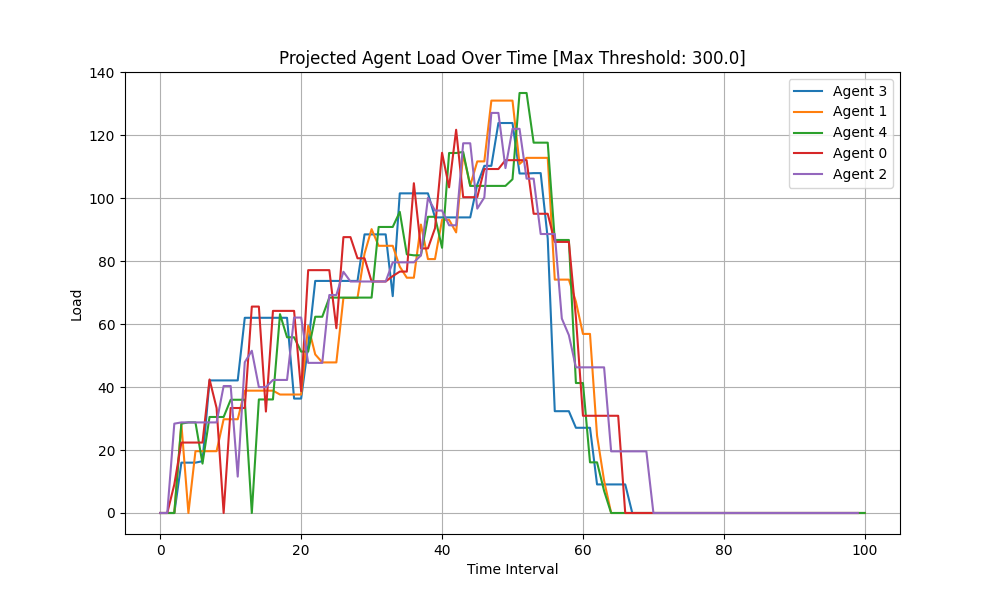 Projected Agent Load Over Time [Max Threshold: 300.0]
Load
140
120
100
80
60
40
20
0
Agent 3
Agent 1
Agent 4
Agent 0
Agent 2
0 20 40 60 80 100
Time Interval